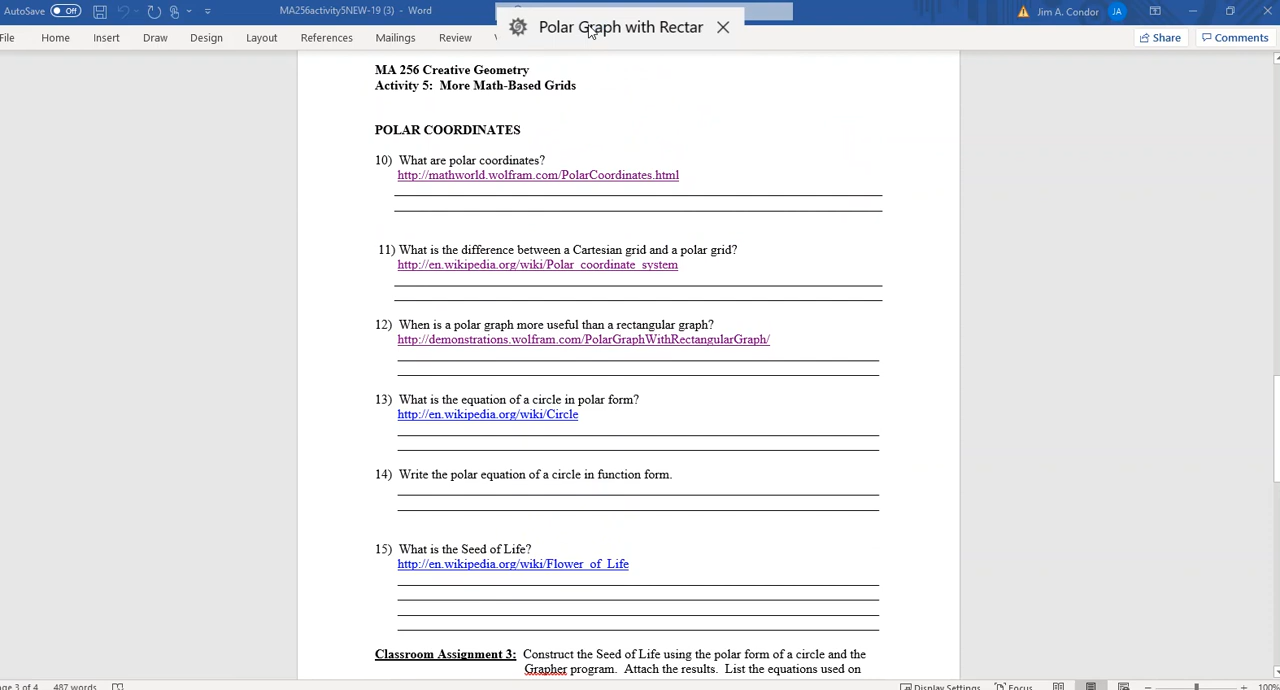 AutoSave Off MA256activity5NEW-19 (3) - Word Jim A. Condor JA
Polar Graph with Rectar
File Home Insert Draw Design Layout References Mailings Review Share Comments
MA 256 Creative Geometry
Activity 5: More Math-Based Grids
POLAR COORDINATES
10) What are polar coordinates?
http://mathworld.wolfram.com/PolarCoordinates.html
11) What is the difference between a Cartesian grid and a polar grid?
http://en.wikipedia.org/wiki/Polar_coordinate_system
12) When is a polar graph more useful than a rectangular graph?
http://demonstrations.wolfram.com/PolarGraphWithRectangularGraph/
13) What is the equation of a circle in polar form?
http://en.wikipedia.org/wiki/Circle
14) Write the polar equation of a circle in function form.
15) What is the Seed of Life?
http://en.wikipedia.org/wiki/Flower_of_Life
Classroom Assignment 3: Construct the Seed of Life using the polar form of a circle and the
Grapher program. Attach the results. List the equations used on
age 3 of 4 487 words Display Settings Focus 100%